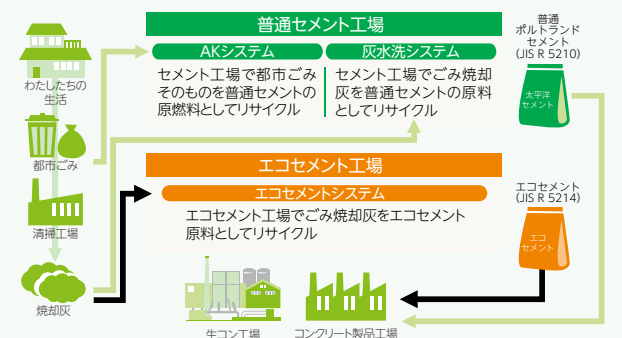 普通セメント工場
AKシステム
灰水洗システム
セメント工場で都市ごみ
そのものを普通セメントの
原燃料としてリサイクル
セメント工場でごみ焼却
灰を普通セメントの原料
としてリサイクル
普通
ポルトランド
セメント
(JIS R 5210)
太平洋
セメント
わたしたちの
生活
都市ごみ
清掃工場
焼却灰
エコセメント工場
エコセメントシステム
エコセメント工場でごみ焼却灰をエコセメント
原料としてリサイクル
エコセメント
(JIS R 5214)
エコ
セメント
生コン工場
コンクリート製品工場